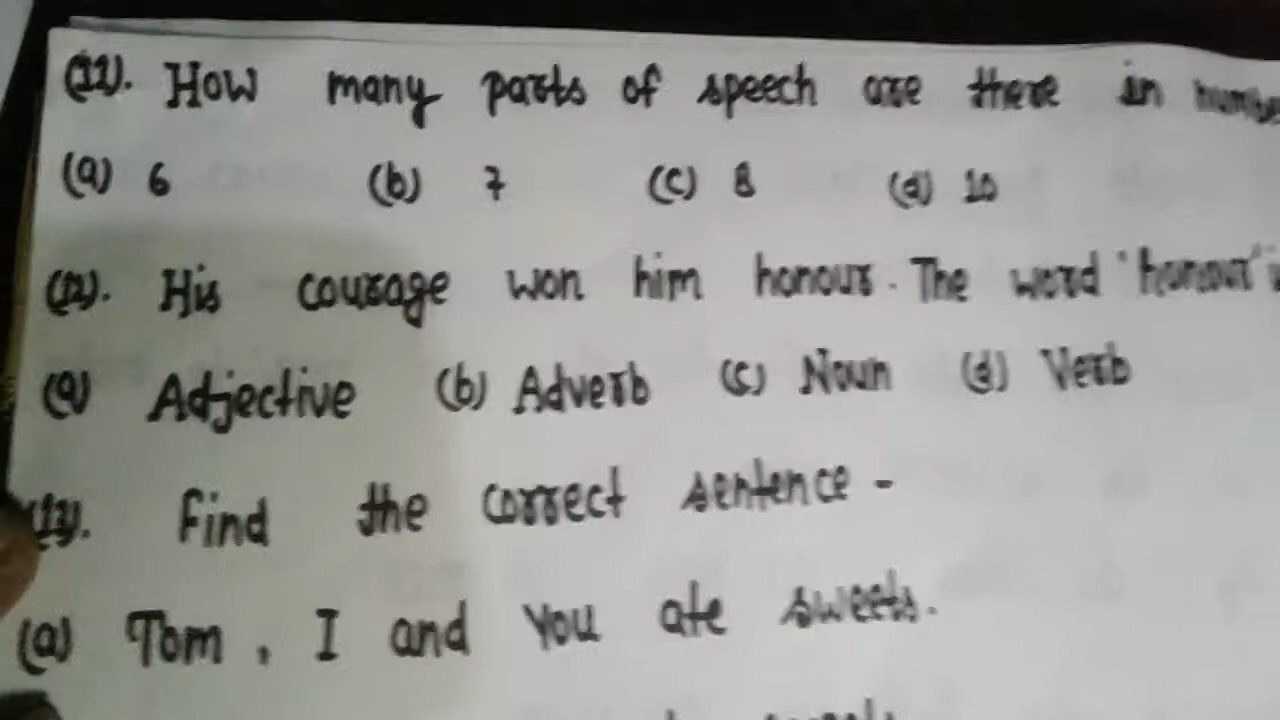 (11). How many parts of speech are there in
(a) 6 (b) 7 (c) 8 (d) 10
(12). His courage won him honour. The word 'honour'
(a) Adjective (b) Adverb (c) Noun (d) Verb
(13). Find the correct sentence -
(a) Tom, I and You ate sweets.